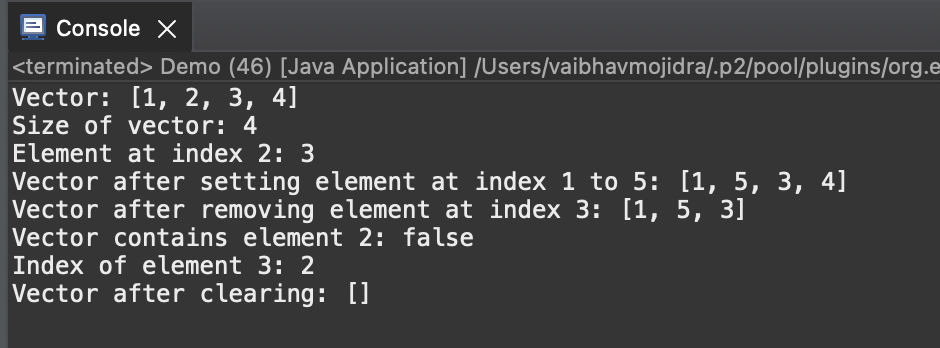 Console
<terminated> Demo (46) [Java Application] /Users/vaibhavmojidra/.p2/pool/plugins/org.e
Vector: [1, 2, 3, 4]
Size of vector: 4
Element at index 2: 3
Vector after setting element at index 1 to 5: [1, 5, 3, 4]
Vector after removing element at index 3: [1, 5, 3]
Vector contains element 2: false
Index of element 3: 2
Vector after clearing: []